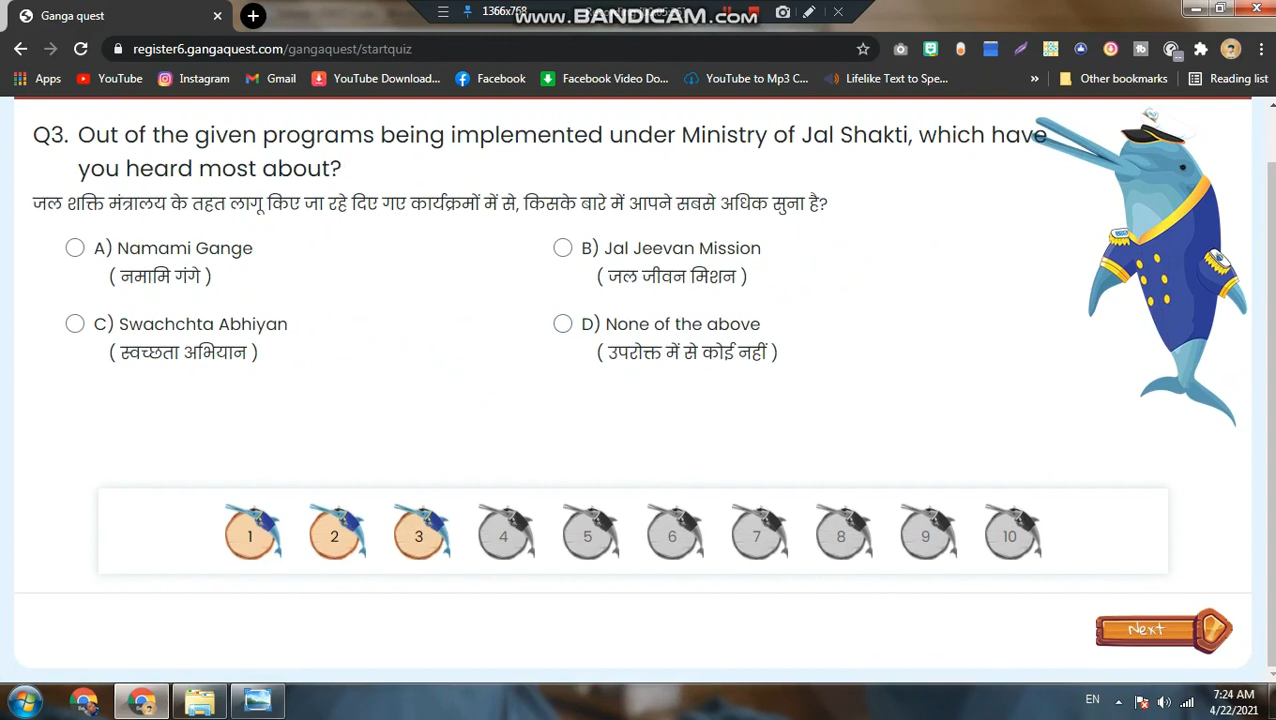 Ganga quest
1366x768
www.BANDICAM.com
register6.gangaquest.com/gangaquest/startquiz
Apps
YouTube
Instagram
Gmail
YouTube Download...
Facebook
Facebook Video Do...
YouTube to Mp3 C...
Lifelike Text to Spe...
»
Other bookmarks
Reading list
Q3. Out of the given programs being implemented under Ministry of Jal Shakti, which have
you heard most about?
जल शक्ति मंत्रालय के तहत लागू किए जा रहे दिए गए कार्यक्रमों में से, किसके बारे में आपने सबसे अधिक सुना है?
A) Namami Gange
( नमामि गंगे )
B) Jal Jeevan Mission
( जल जीवन मिशन )
C) Swachchta Abhiyan
( स्वच्छता अभियान )
D) None of the above
( उपरोक्त में से कोई नहीं )
1 2 3 4 5 6 7 8 9 10
Next
EN
7:24 AM
4/22/2021